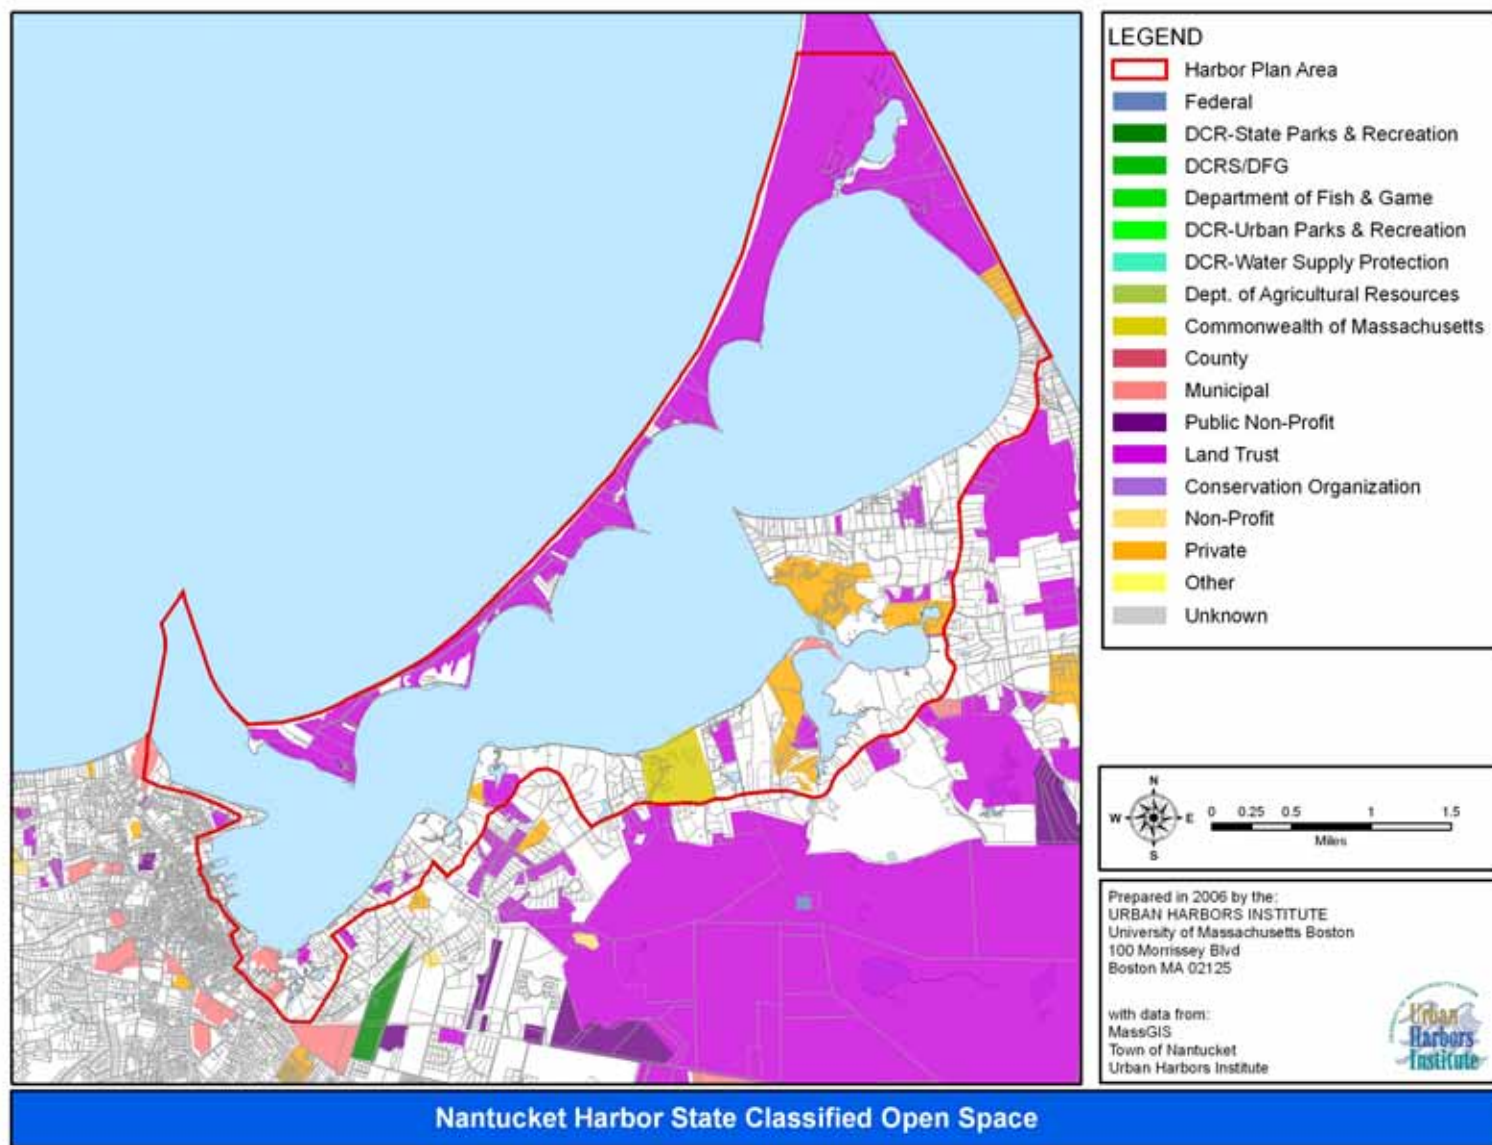 LEGEND
Harbor Plan Area
Federal
DCR-State Parks & Recreation
DCRS/DFG
Department of Fish & Game
DCR-Urban Parks & Recreation
DCR-Water Supply Protection
Dept. of Agricultural Resources
Commonwealth of Massachusetts
County
Municipal
Public Non-Profit
Land Trust
Conservation Organization
Non-Profit
Private
Other
Unknown
N
W E
S
0 0.25 0.5 1 1.5
Miles
Prepared in 2006 by the:
URBAN HARBORS INSTITUTE
University of Massachusetts Boston
100 Morrissey Blvd
Boston MA 02125
with data from:
MassGIS
Town of Nantucket
Urban Harbors Institute
Urban
Harbors
Institute
Nantucket Harbor State Classified Open Space